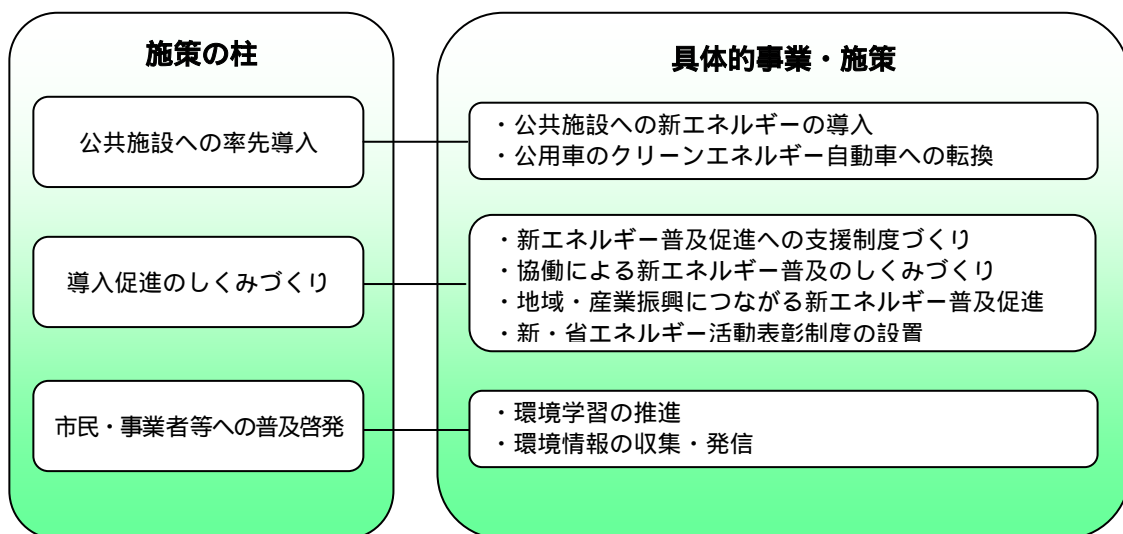 施策の柱
具体的事業・施策
公共施設への率先導入
・公共施設への新エネルギーの導入
・公用車のクリーンエネルギー自動車への転換
導入促進のしくみづくり
・新エネルギー普及促進への支援制度づくり
・協働による新エネルギー普及のしくみづくり
・地域・産業振興につながる新エネルギー普及促進
・新・省エネルギー活動表彰制度の設置
市民・事業者等への普及啓発
・環境学習の推進
・環境情報の収集・発信